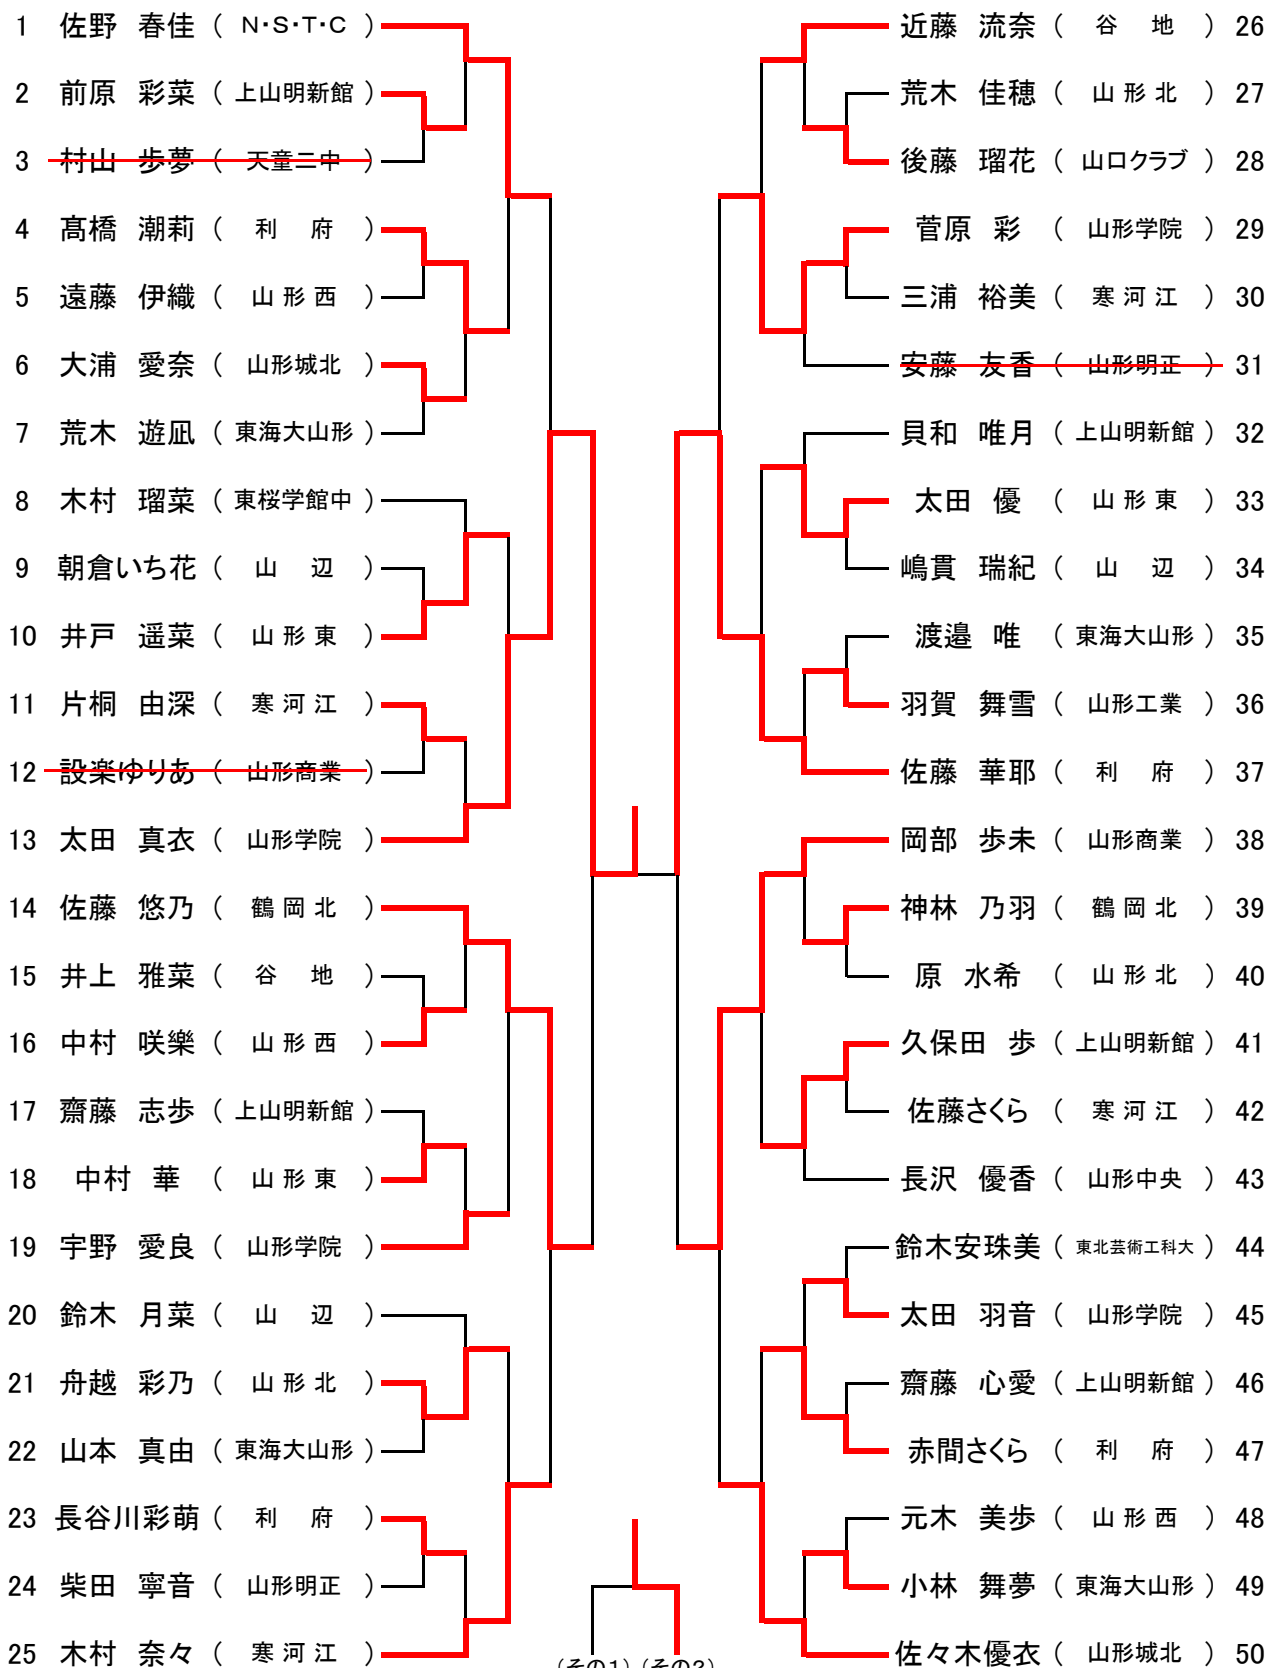 1 佐野 春佳 ( N・S・T・C )
2 前原 彩菜 ( 上山明新館 )
3 村山 歩夢 ( 天童二中 )
4 髙橋 潮莉 ( 利 府 )
5 遠藤 伊織 ( 山 形 西 )
6 大浦 愛奈 ( 山形城北 )
7 荒木 遊凪 ( 東海大山形 )
8 木村 瑠菜 ( 東桜学館中 )
9 朝倉いち花 ( 山 辺 )
10 井戸 遥菜 ( 山 形 東 )
11 片桐 由深 ( 寒 河 江 )
12 設楽ゆりあ ( 山形商業 )
13 太田 真衣 ( 山形学院 )
14 佐藤 悠乃 ( 鶴 岡 北 )
15 井上 雅菜 ( 谷 地 )
16 中村 咲樂 ( 山 形 西 )
17 齋藤 志歩 ( 上山明新館 )
18 中村 華 ( 山 形 東 )
19 宇野 愛良 ( 山形学院 )
20 鈴木 月菜 ( 山 辺 )
21 舟越 彩乃 ( 山 形 北 )
22 山本 真由 ( 東海大山形 )
23 長谷川彩萌 ( 利 府 )
24 柴田 寧音 ( 山形明正 )
25 木村 奈々 ( 寒 河 江 )
近藤 流奈 ( 谷 地 ) 26
荒木 佳穂 ( 山 形 北 ) 27
後藤 瑠花 ( 山口クラブ ) 28
菅原 彩 ( 山形学院 ) 29
三浦 裕美 ( 寒 河 江 ) 30
安藤 友香 ( 山形明正 ) 31
貝和 唯月 ( 上山明新館 ) 32
太田 優 ( 山 形 東 ) 33
嶋貫 瑞紀 ( 山 辺 ) 34
渡邉 唯 ( 東海大山形 ) 35
羽賀 舞雪 ( 山形工業 ) 36
佐藤 華耶 ( 利 府 ) 37
岡部 歩未 ( 山形商業 ) 38
神林 乃羽 ( 鶴 岡 北 ) 39
原 水希 ( 山 形 北 ) 40
久保田 歩 ( 上山明新館 ) 41
佐藤さくら ( 寒 河 江 ) 42
長沢 優香 ( 山形中央 ) 43
鈴木安珠美 ( 東北芸術工科大 ) 44
太田 羽音 ( 山形学院 ) 45
齋藤 心愛 ( 上山明新館 ) 46
赤間さくら ( 利 府 ) 47
元木 美歩 ( 山 形 西 ) 48
小林 舞夢 ( 東海大山形 ) 49
佐々木優衣 ( 山形城北 ) 50
(その1) (その2)